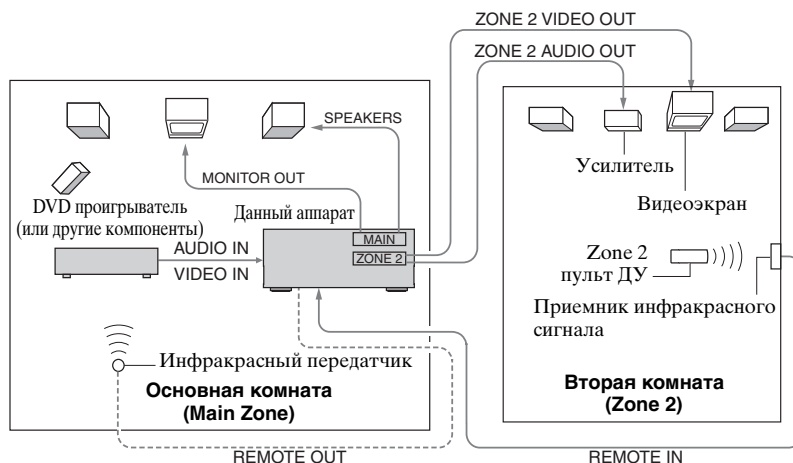 ZONE 2 VIDEO OUT
ZONE 2 AUDIO OUT
SPEAKERS
MONITOR OUT
DVD проигрыватель
(или другие компоненты)
Данный аппарат
AUDIO IN
VIDEO IN
MAIN
ZONE 2
Инфракрасный передатчик
Основная комната
(Main Zone)
REMOTE OUT
Усилитель
Видеоэкран
Zone 2
пульт ДУ
Приемник инфракрасного
сигнала
Вторая комната
(Zone 2)
REMOTE IN